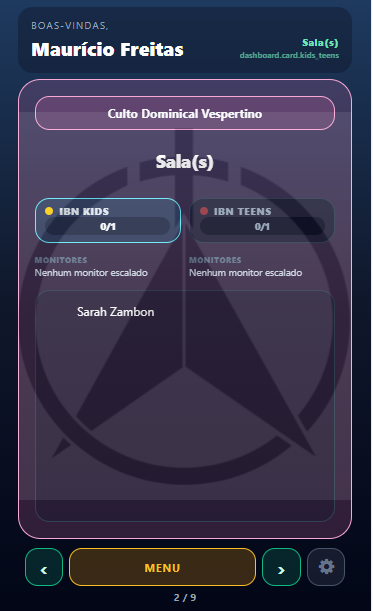 BOAS-VINDAS,
Maurício Freitas
Sala(s)
dashboard.card.kids_teens
Culto Dominical Vespertino
Sala(s)
IBN KIDS
0/1
IBN TEENS
0/1
MONITORES
Nenhum monitor escalado
MONITORES
Nenhum monitor escalado
Sarah Zambon
‹
MENU
›
2 / 9